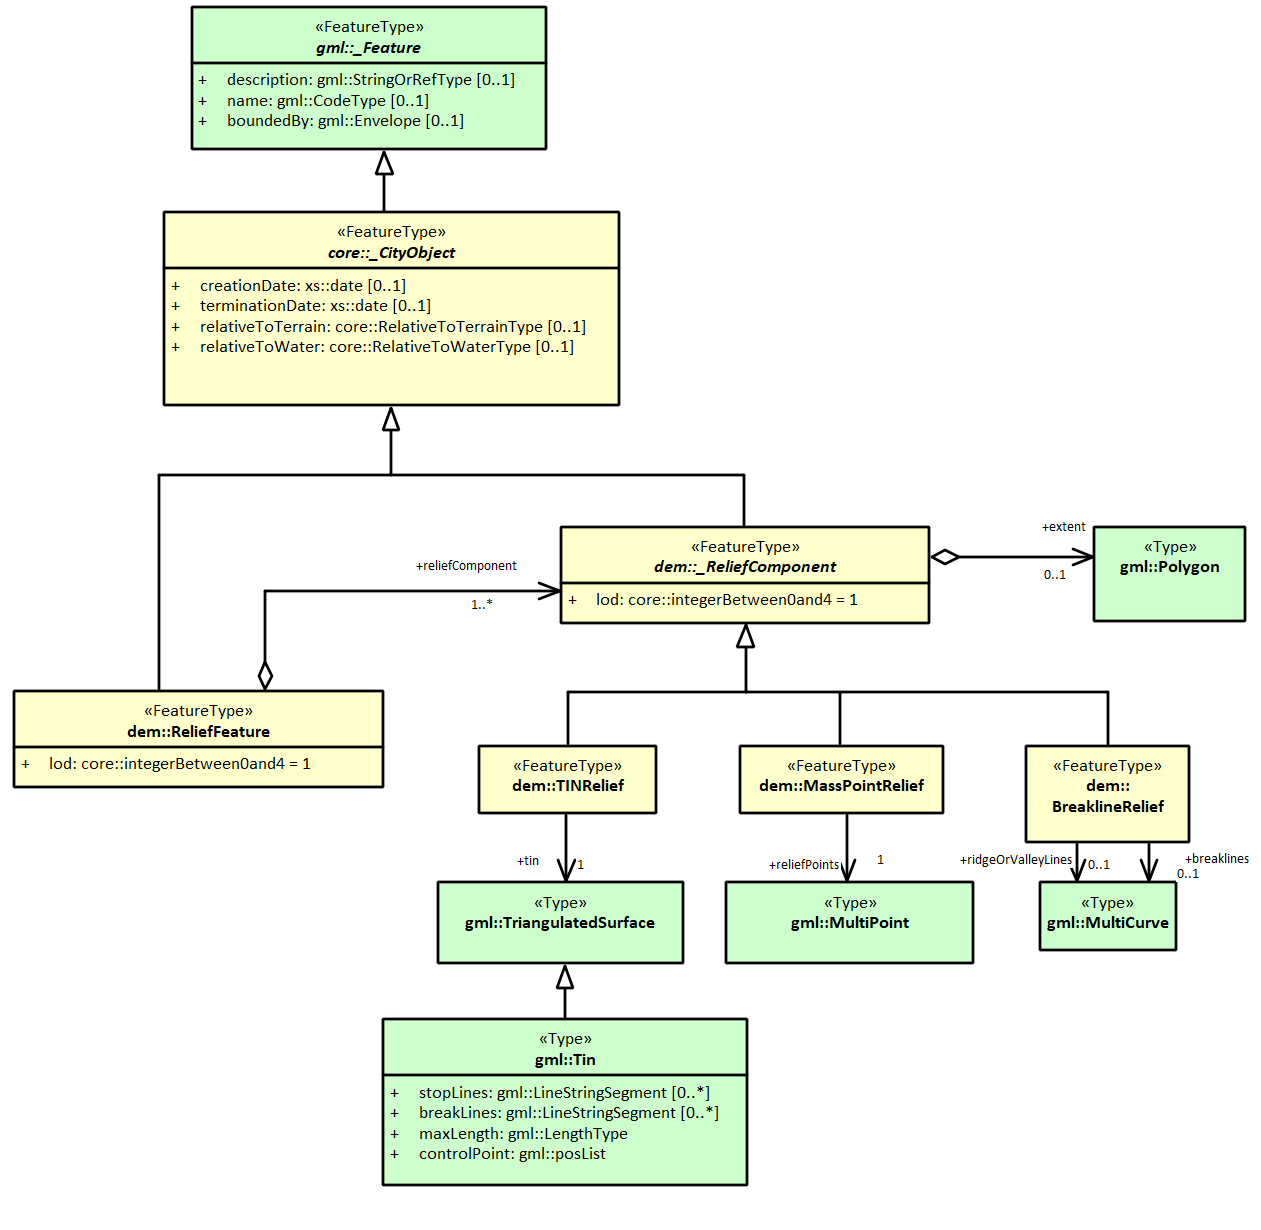 «FeatureType»
gml::_Feature
+ description: gml::StringOrRefType [0..1]
+ name: gml::CodeType [0..1]
+ boundedBy: gml::Envelope [0..1]
«FeatureType»
core::_CityObject
+ creationDate: xs::date [0..1]
+ terminationDate: xs::date [0..1]
+ relativeToTerrain: core::RelativeToTerrainType [0..1]
+ relativeToWater: core::RelativeToWaterType [0..1]
+reliefComponent
1..*
«FeatureType»
dem::_ReliefComponent
+ lod: core::integerBetween0and4 = 1
+extent
0..1
«Type»
gml::Polygon
«FeatureType»
dem::ReliefFeature
+ lod: core::integerBetween0and4 = 1
«FeatureType»
dem::TINRelief
«FeatureType»
dem::MassPointRelief
«FeatureType»
dem::
BreaklineRelief
+tin
1
+reliefPoints
1
+ridgeOrValleyLines
0..1
+breaklines
0..1
«Type»
gml::TriangulatedSurface
«Type»
gml::MultiPoint
«Type»
gml::MultiCurve
«Type»
gml::Tin
+ stopLines: gml::LineStringSegment [0..*]
+ breakLines: gml::LineStringSegment [0..*]
+ maxLength: gml::LengthType
+ controlPoint: gml::posList